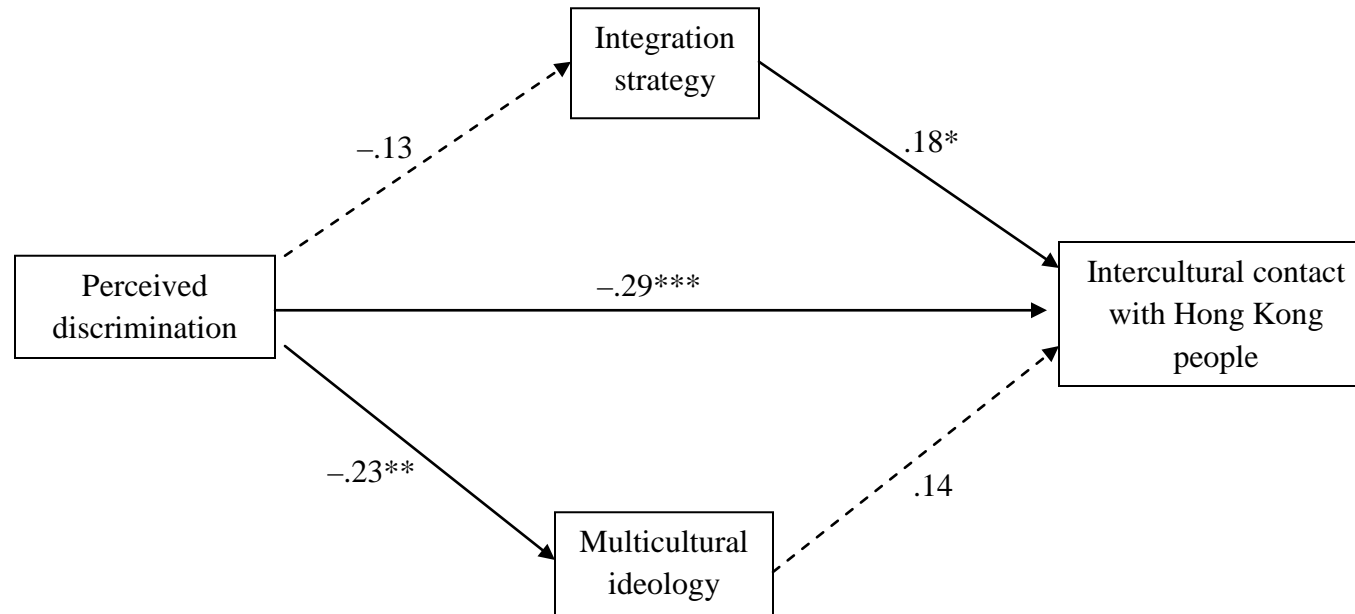 Integration
strategy
–.13
.18*
Perceived
discrimination
–.29***
Intercultural contact
with Hong Kong
people
–.23**
.14
Multicultural
ideology